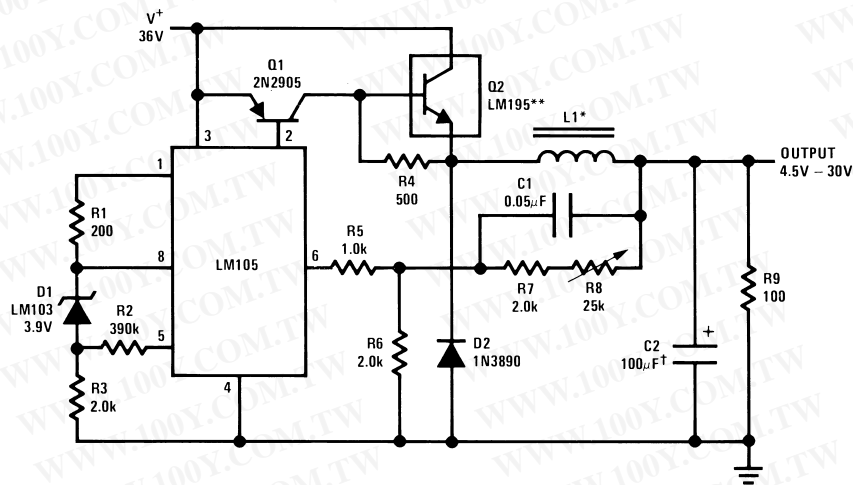 WWW.100Y.COM.TW
V+
36V
Q1
2N2905
Q2
LM195**
L1*
OUTPUT
4.5V – 30V
3
2
1
R4
500
C1
0.05μF
R1
200
R5
1.0k
8
LM105
6
R7
2.0k
R8
25k
R9
100
D1
LM103
3.9V
R2
390k
5
R6
2.0k
D2
1N3890
C2
100μF†
+
R3
2.0k
4